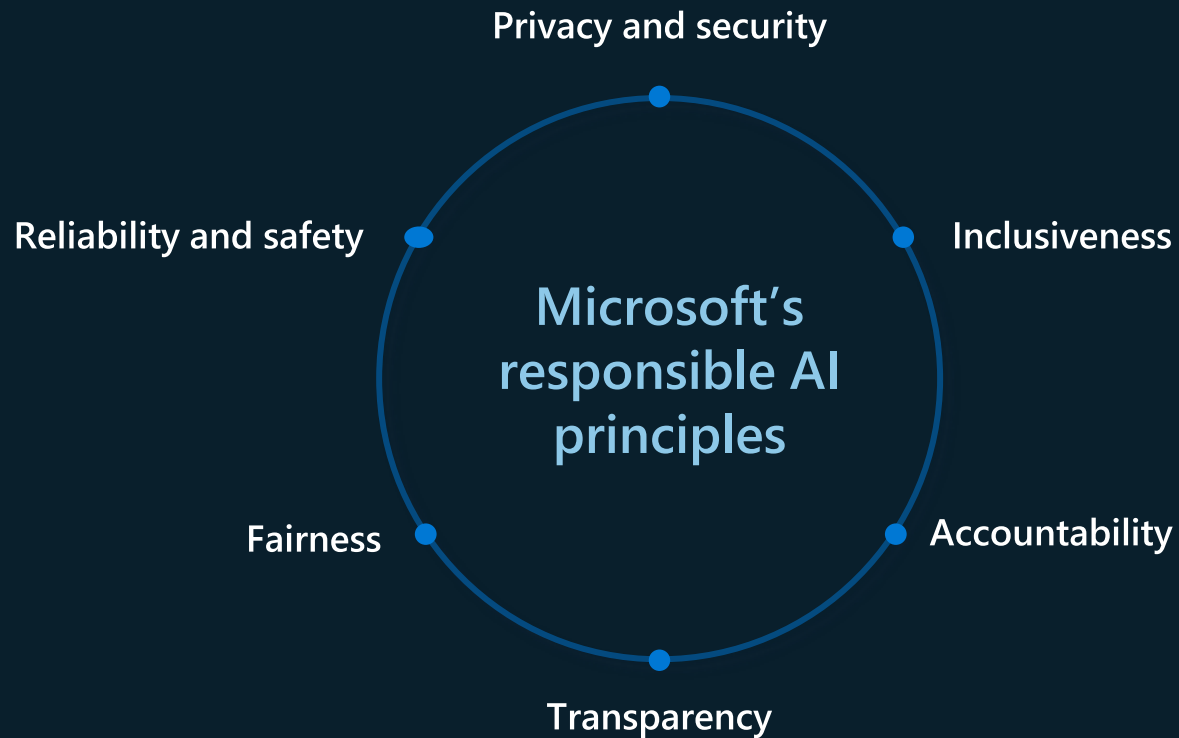 Privacy and security
Reliability and safety
Inclusiveness
Microsoft’s
responsible AI
principles
Fairness
Accountability
Transparency